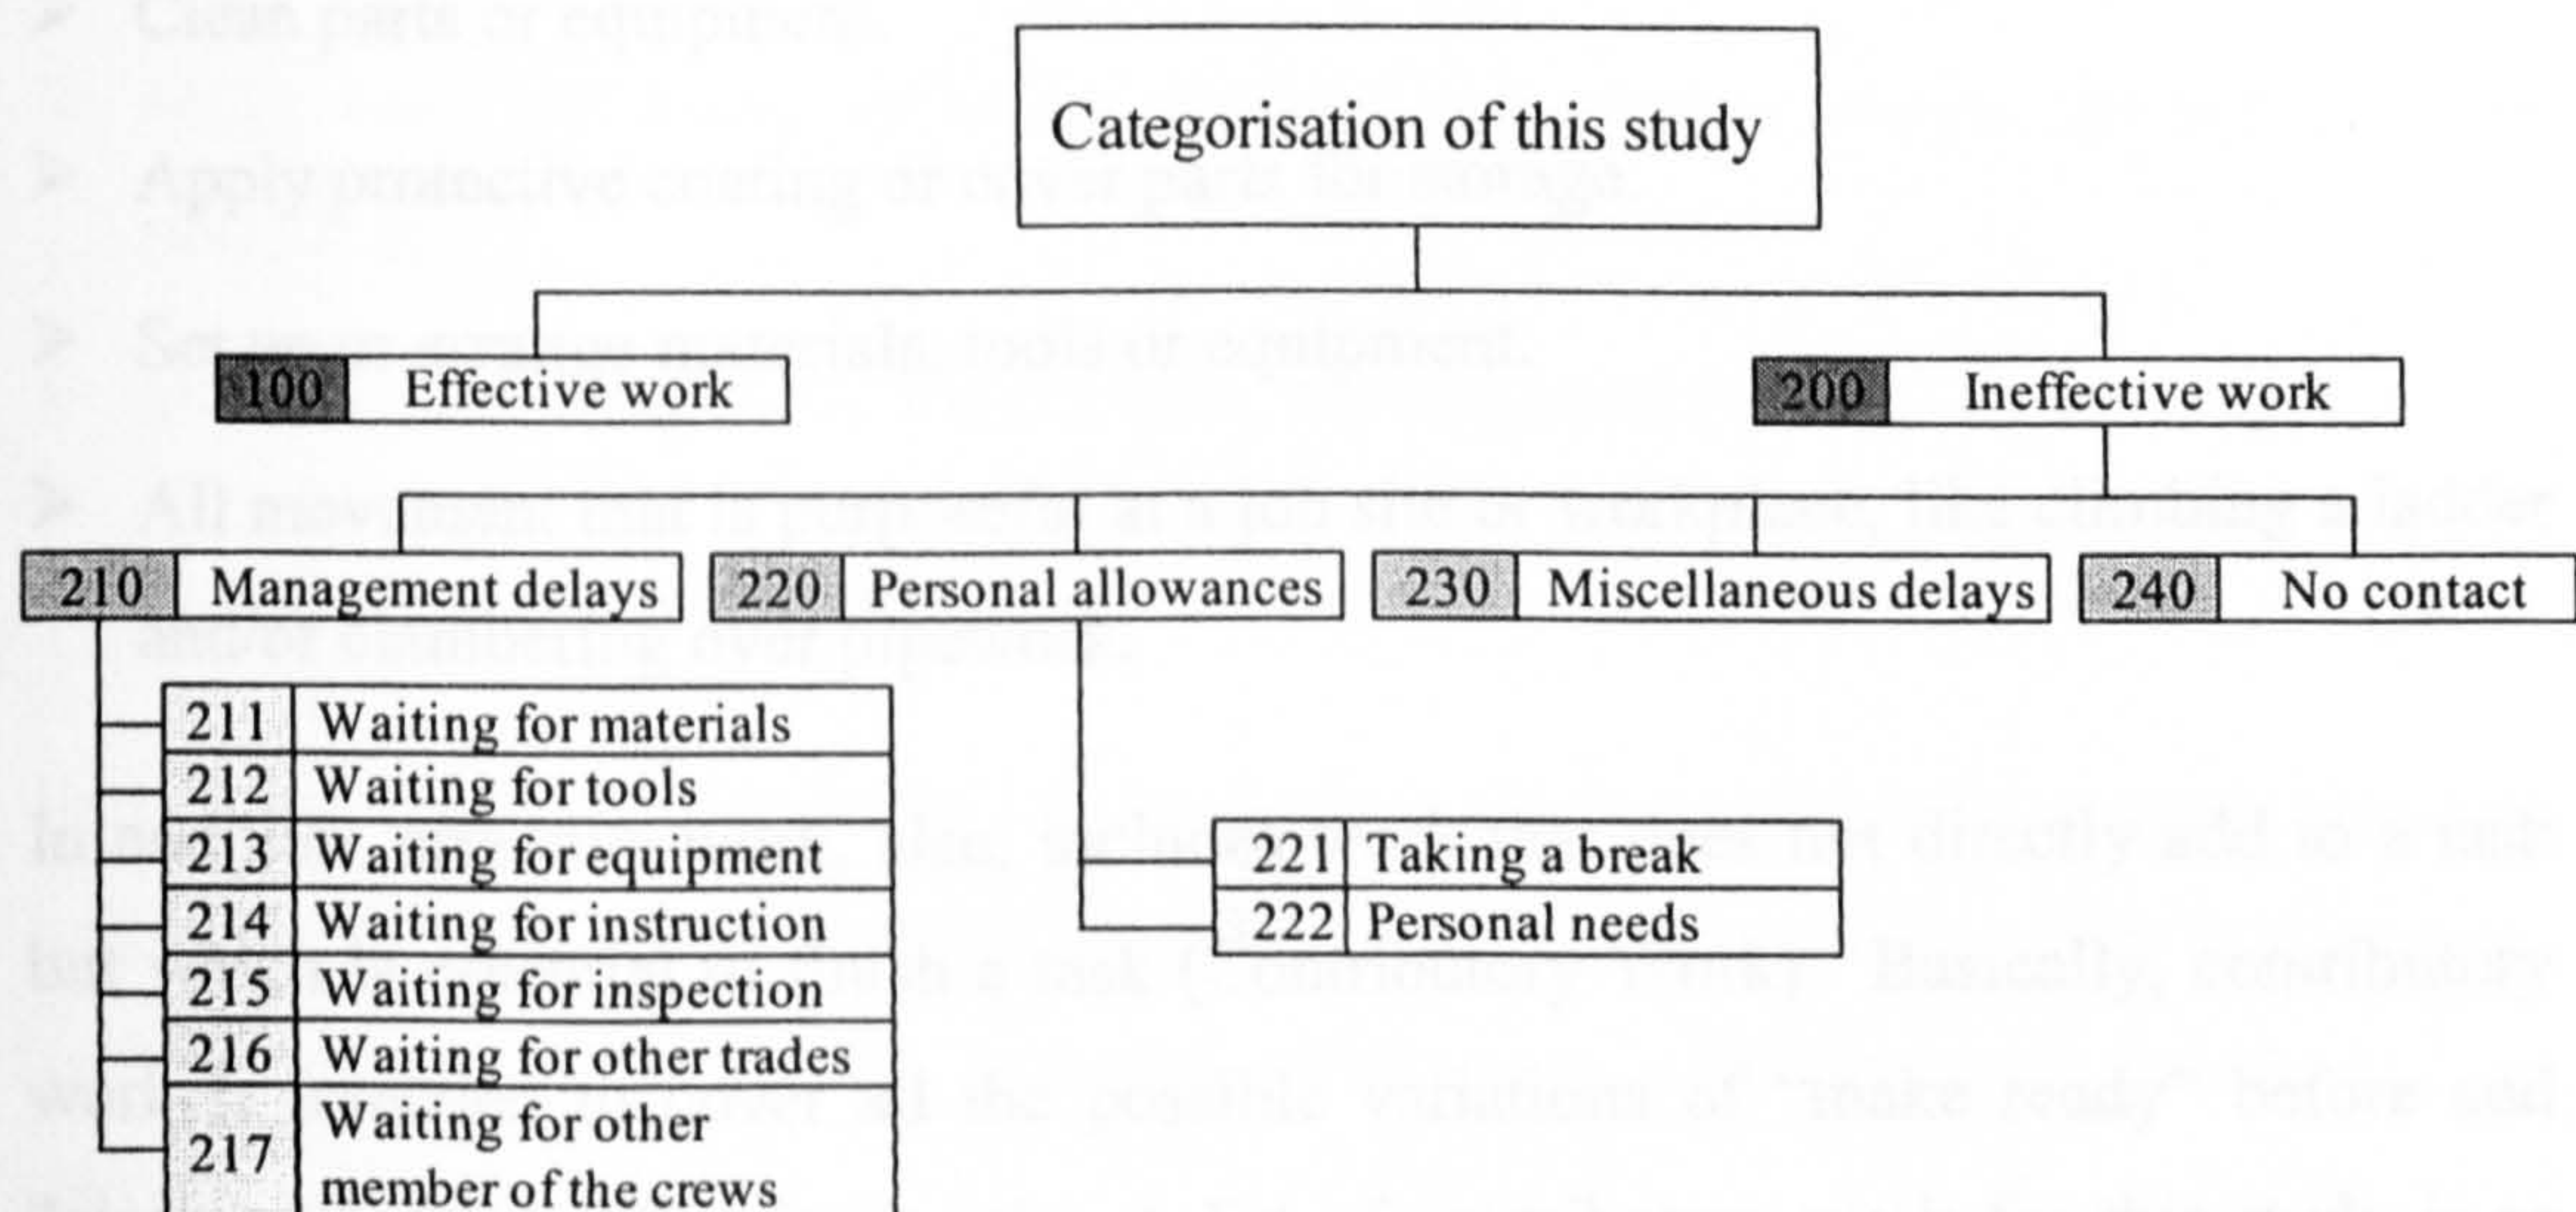 Categorisation of this study
100 Effective work
200 Ineffective work
210 Management delays
220 Personal allowances
230 Miscellaneous delays
240 No contact
211 Waiting for materials
212 Waiting for tools
213 Waiting for equipment
214 Waiting for instruction
215 Waiting for inspection
216 Waiting for other trades
217 Waiting for other
member of the crews
221 Taking a break
222 Personal needs